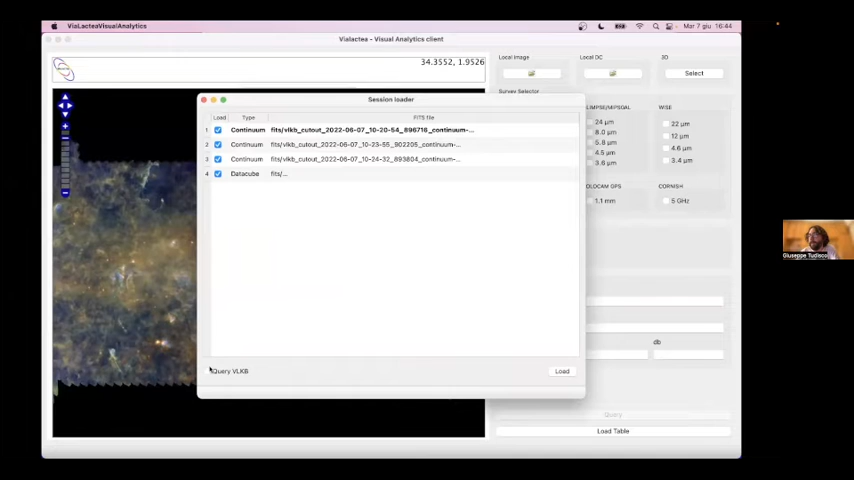 ViaLacteaVisualAnalytics
Mar 7 giu 16:44
Vialactea - Visual Analytics client
34.3552, 1.9526
Local Image
Local DC
3D
Select
Survey Selector
GLIMPSE/MIPSGAL
WISE
24 μm
8.0 μm
5.8 μm
4.5 μm
3.6 μm
22 μm
12 μm
4.6 μm
3.4 μm
BOLOCAM GPS
CORNISH
1.1 mm
5 GHz
db
Query
Load Table
Session loader
Load Type FITS file
1 Continuum fits/vlkb_cutout_2022-06-07_10-20-54_896716_continuum-...
2 Continuum fits/vlkb_cutout_2022-06-07_10-23-55_902205_continuum-...
3 Continuum fits/vlkb_cutout_2022-06-07_10-24-32_893804_continuum-...
4 Datacube fits/...
Query VLKB
Load
Giuseppe Tudisco